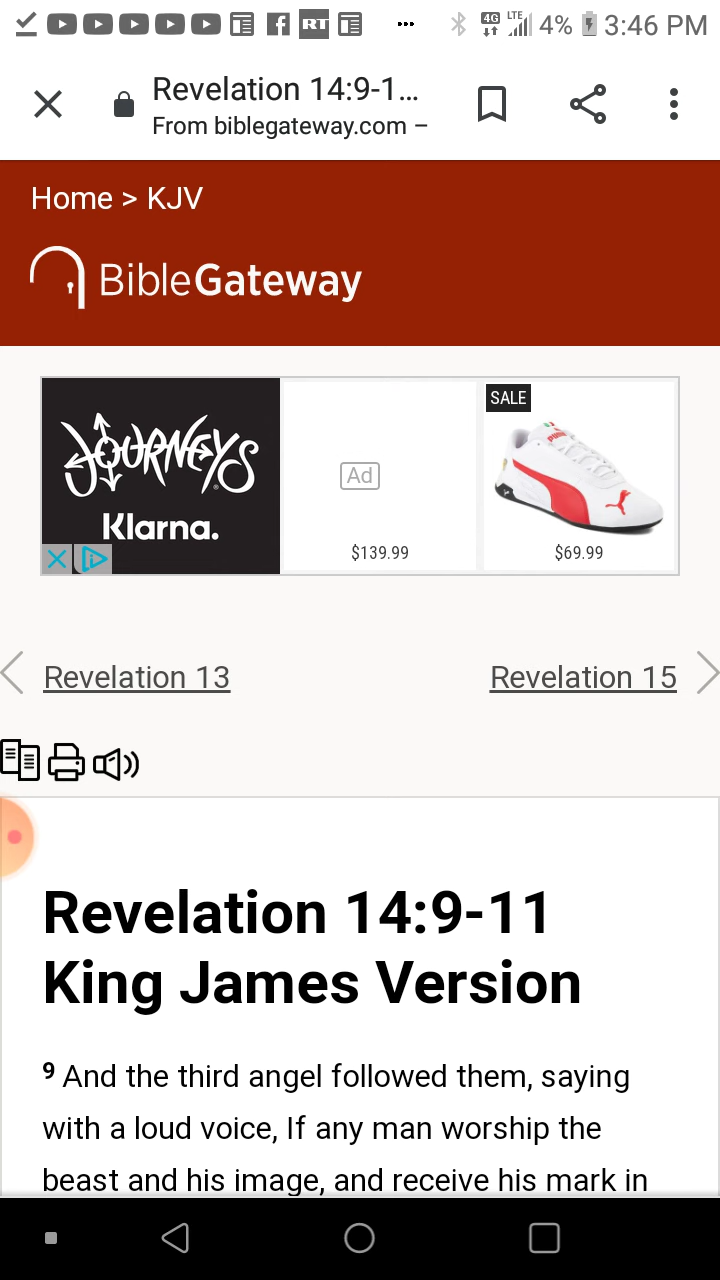 RT 4G LTE 4% 3:46 PM
Revelation 14:9-1...
From biblegateway.com –
Home > KJV
BibleGateway
JOURNEYS
Klarna.
Ad
$139.99
SALE
PUMA
$69.99
Revelation 13
Revelation 15
Revelation 14:9-11
King James Version
9 And the third angel followed them, saying
with a loud voice, If any man worship the
beast and his image, and receive his mark in